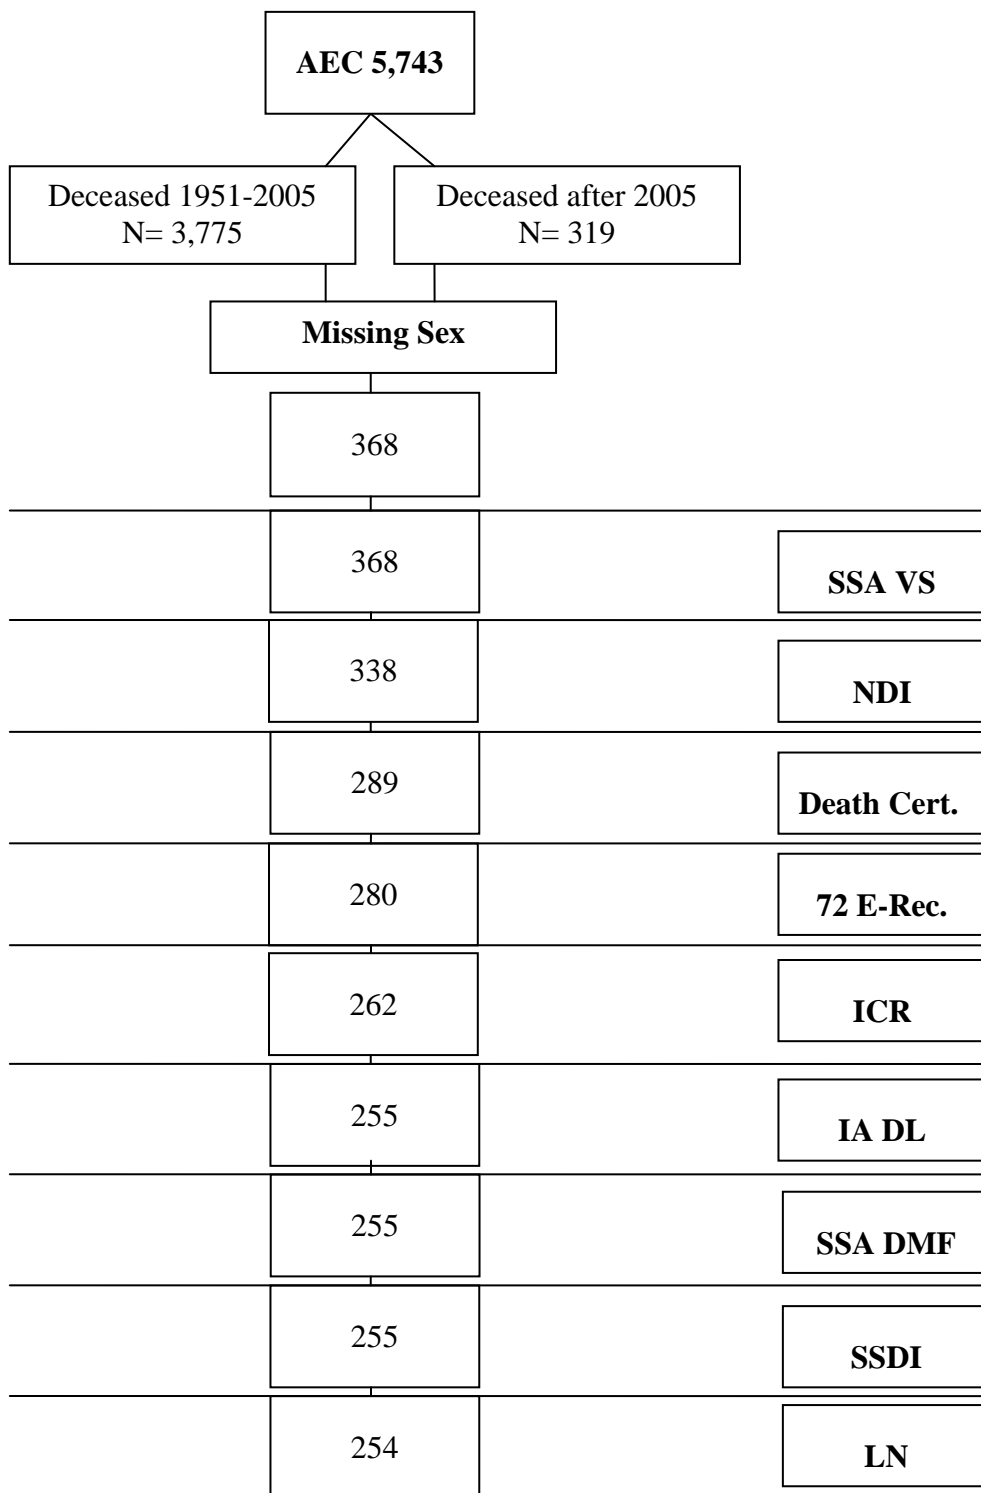 AEC 5,743
Deceased 1951-2005
N= 3,775
Deceased after 2005
N= 319
Missing Sex
368
368
SSA VS
338
NDI
289
Death Cert.
280
72 E-Rec.
262
ICR
255
IA DL
255
SSA DMF
255
SSDI
254
LN